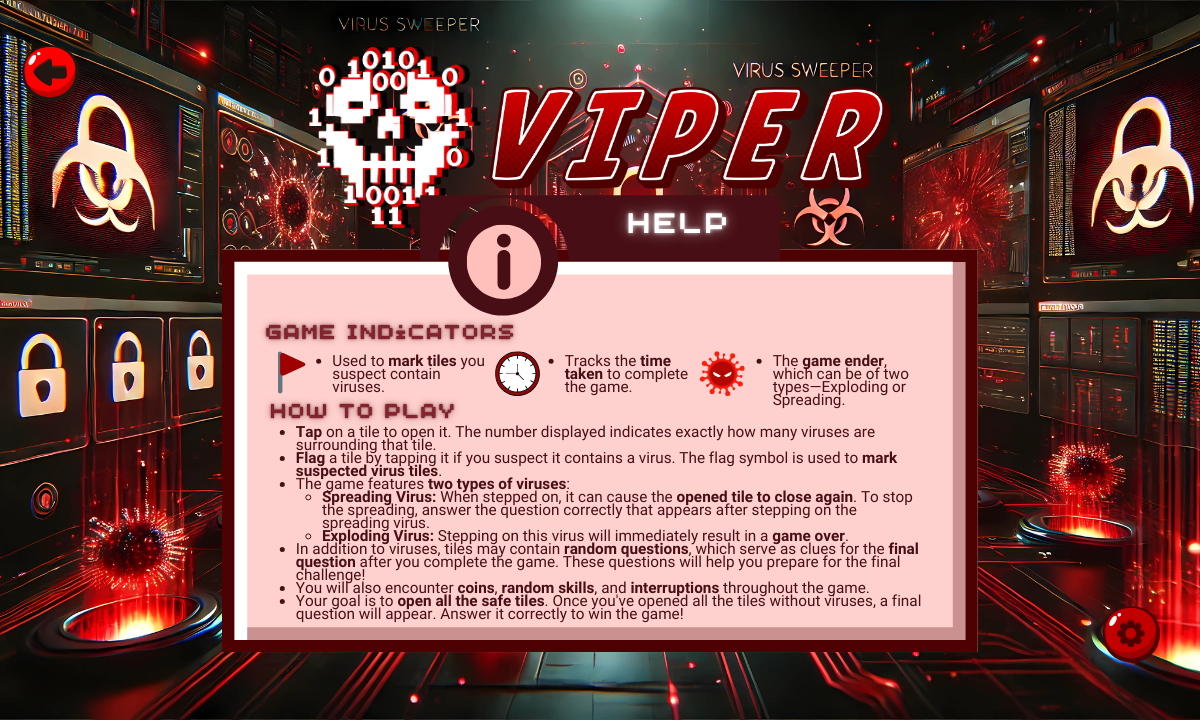 VIRUS SWEEPER
VIRUS SWEEPER
0 1010 1 0
00
1 1
1 0
1001 1
11
VIPER
HELP
i
GAME INDiCATORS
• Used to mark tiles you
suspect contain
viruses.
• Tracks the time
taken to complete
the game.
• The game ender,
which can be of two
types—Exploding or
Spreading.
HOW TO PLAY
• Tap on a tile to open it. The number displayed indicates exactly how many viruses are
surrounding that tile.
• Flag a tile by tapping it if you suspect it contains a virus. The flag symbol is used to mark
suspected virus tiles.
• The game features two types of viruses:
◦ Spreading Virus: When stepped on, it can cause the opened tile to close again. To stop
the spreading, answer the question correctly that appears after stepping on the
spreading virus.
◦ Exploding Virus: Stepping on this virus will immediately result in a game over.
• In addition to viruses, tiles may contain random questions, which serve as clues for the final
question after you complete the game. These questions will help you prepare for the final
challenge!
• You will also encounter coins, random skills, and interruptions throughout the game.
• Your goal is to open all the safe tiles. Once you've opened all the tiles without viruses, a final
question will appear. Answer it correctly to win the game!